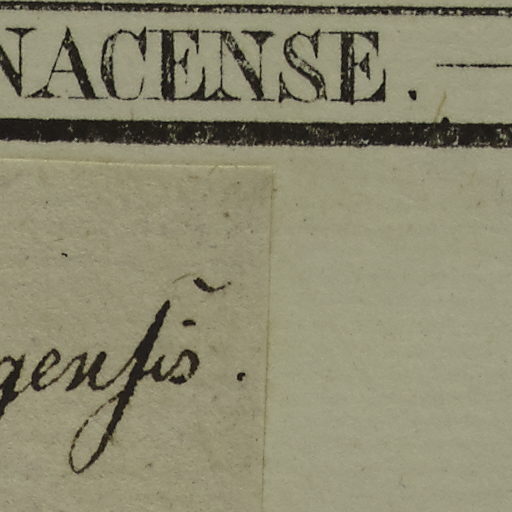 NACENSE. —
genſis.